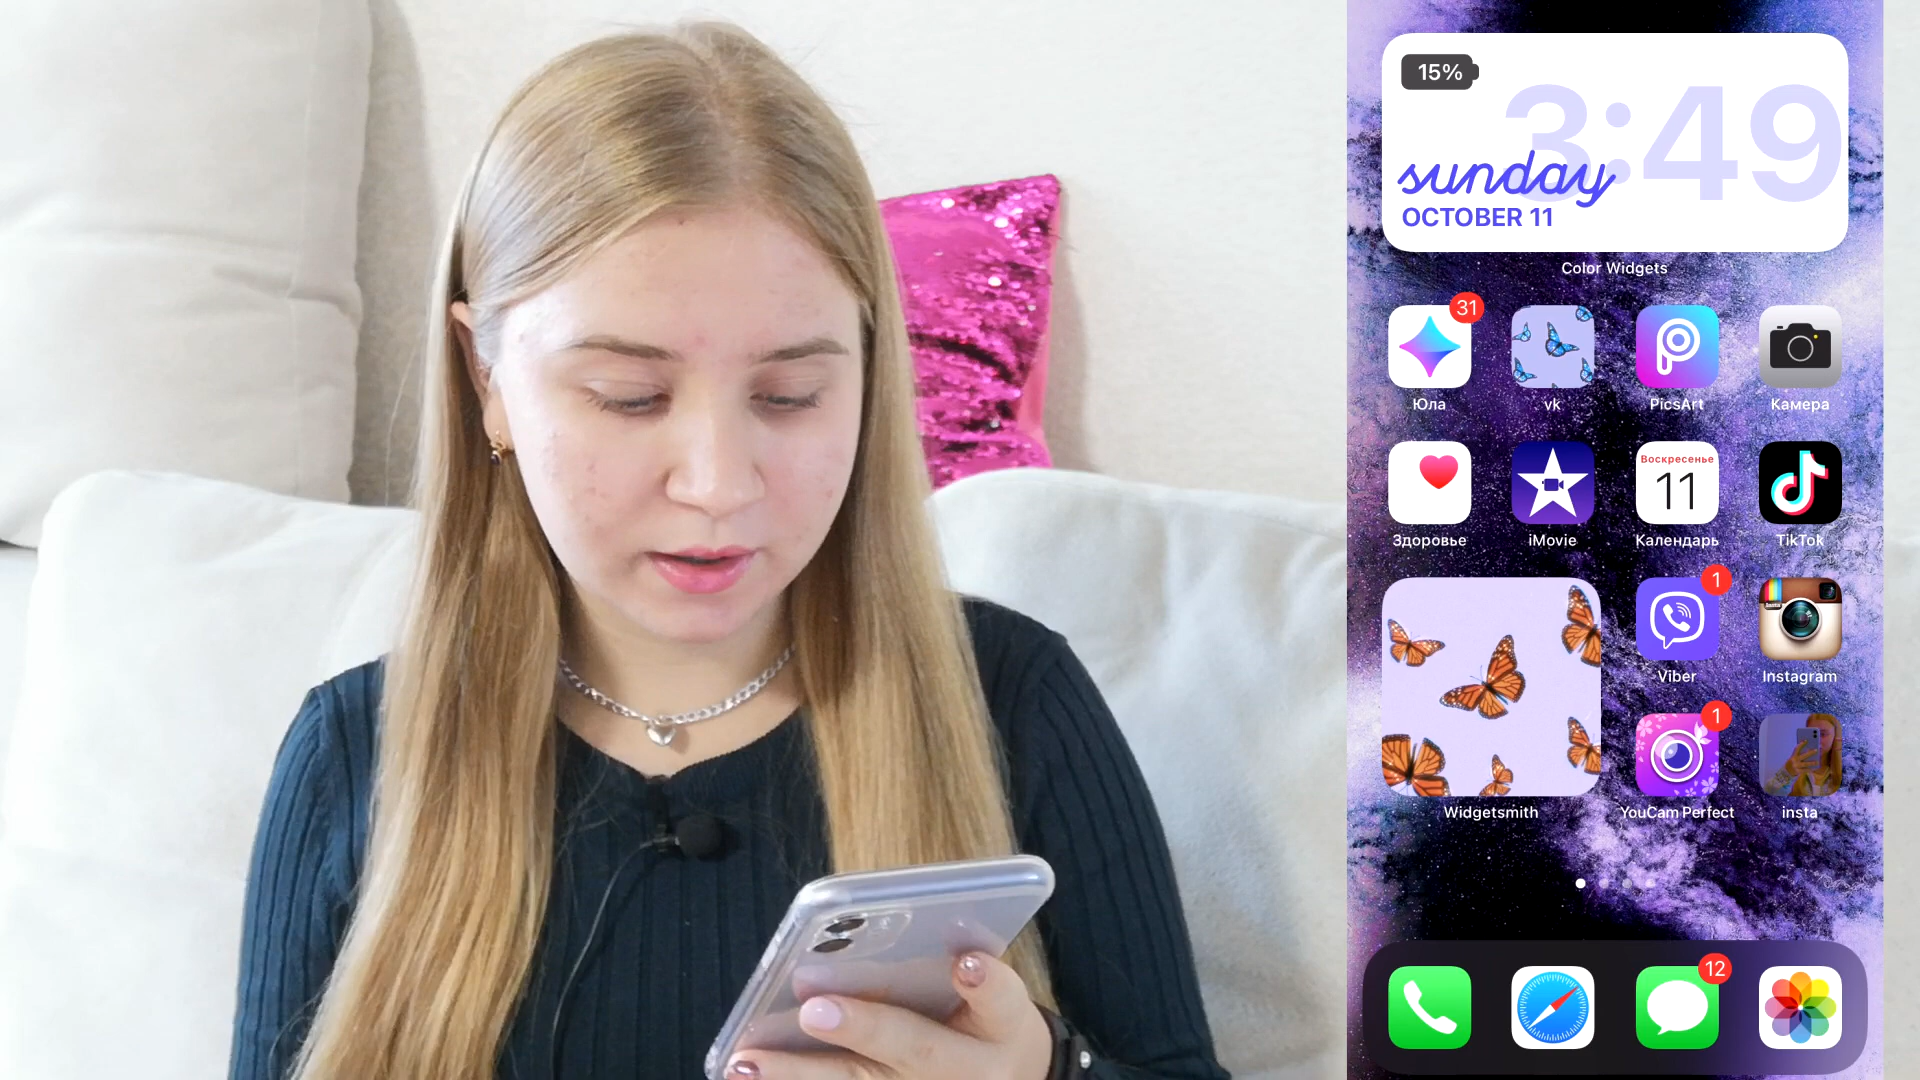 15%
3:49
sunday
OCTOBER 11
Color Widgets
31
Юла
vk
PicsArt
Камера
Воскресенье
11
Здоровье
iMovie
Календарь
TikTok
1
Viber
Instagram
Widgetsmith
1
YouCam Perfect
insta
12